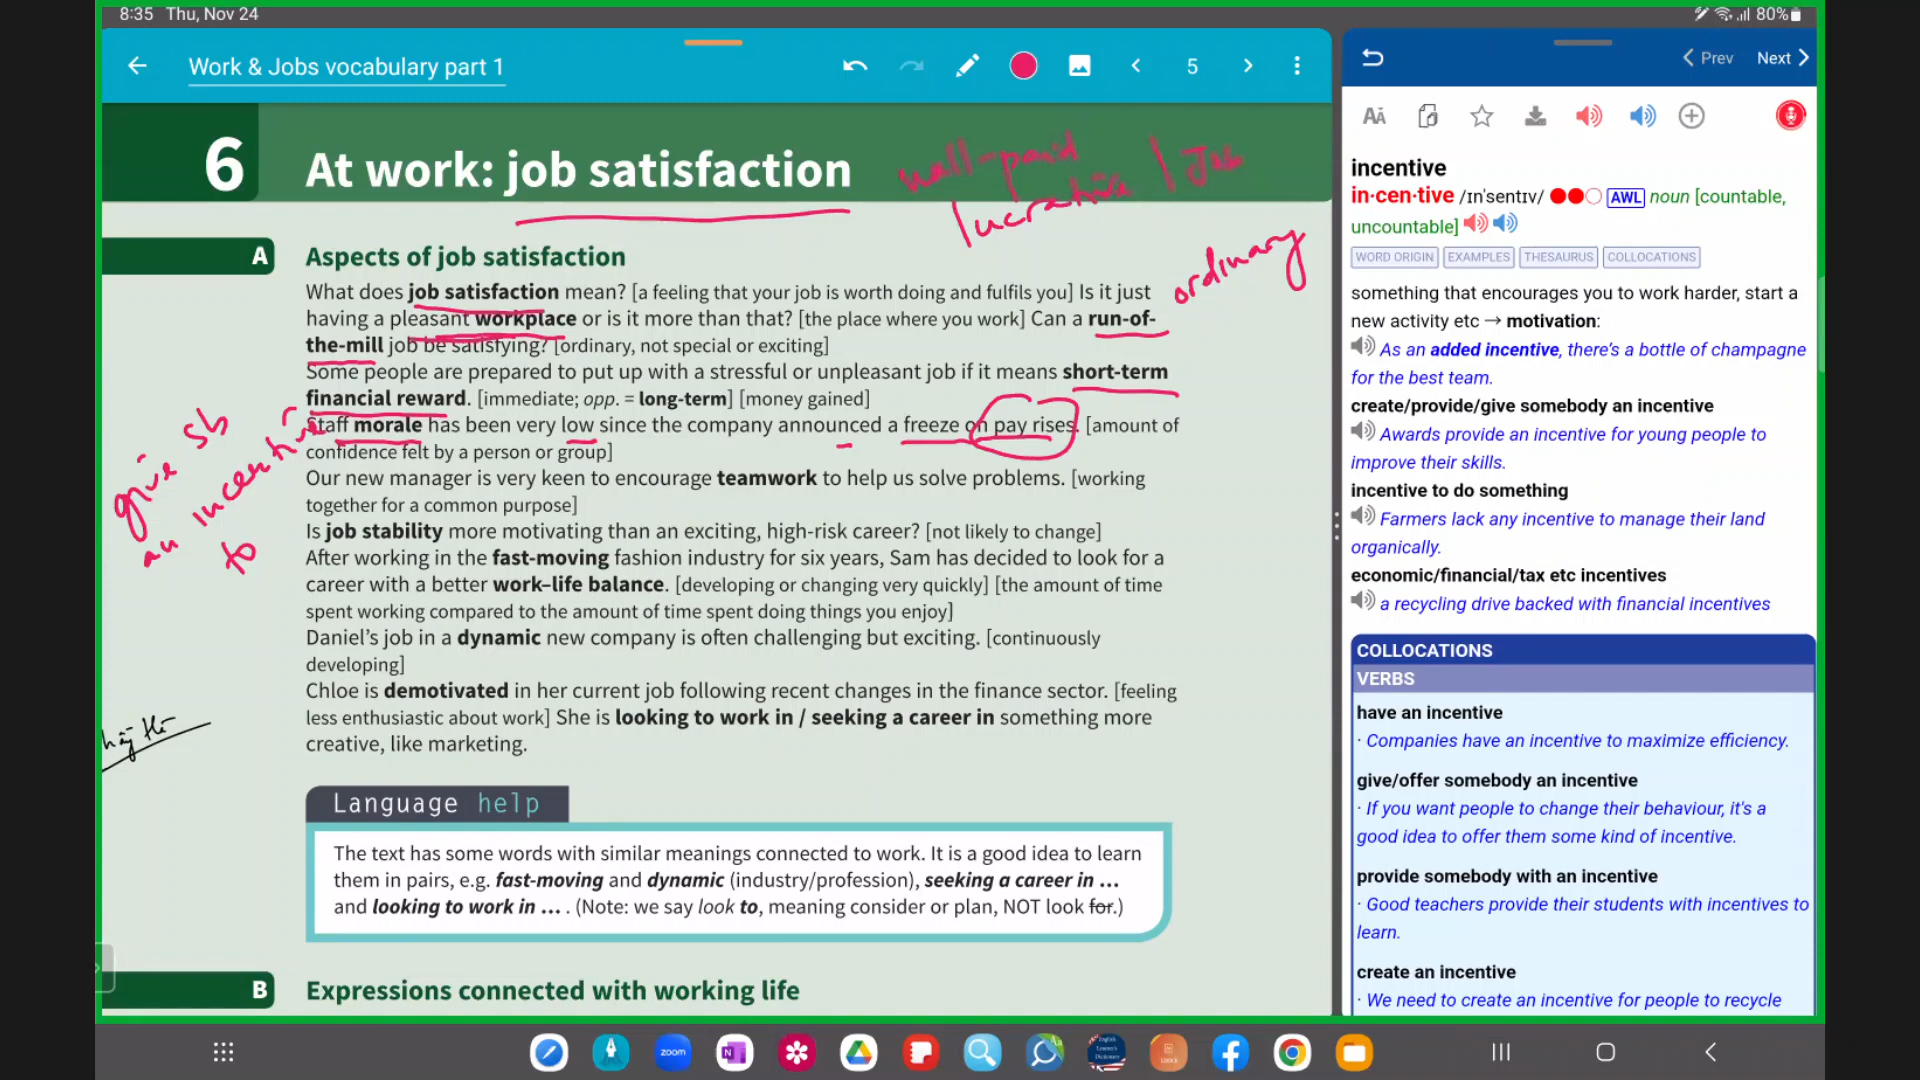 8:35 Thu, Nov 24
80%
Work & Jobs vocabulary part 1
5
6
At work: job satisfaction
well-paid
lucrative
Job
ordinary
A
Aspects of job satisfaction
What does job satisfaction mean? [a feeling that your job is worth doing and fulfils you] Is it just
having a pleasant workplace or is it more than that? [the place where you work] Can a run-of-
the-mill job be satisfying? [ordinary, not special or exciting]
Some people are prepared to put up with a stressful or unpleasant job if it means short-term
financial reward. [immediate; opp. = long-term] [money gained]
Staff morale has been very low since the company announced a freeze on pay rises. [amount of
confidence felt by a person or group]
Our new manager is very keen to encourage teamwork to help us solve problems. [working
together for a common purpose]
Is job stability more motivating than an exciting, high-risk career? [not likely to change]
After working in the fast-moving fashion industry for six years, Sam has decided to look for a
career with a better work–life balance. [developing or changing very quickly] [the amount of time
spent working compared to the amount of time spent doing things you enjoy]
Daniel's job in a dynamic new company is often challenging but exciting. [continuously
developing]
Chloe is demotivated in her current job following recent changes in the finance sector. [feeling
less enthusiastic about work] She is looking to work in / seeking a career in something more
creative, like marketing.
give sb
an incentive
to
Language help
The text has some words with similar meanings connected to work. It is a good idea to learn
them in pairs, e.g. fast-moving and dynamic (industry/profession), seeking a career in ...
and looking to work in ... . (Note: we say look to, meaning consider or plan, NOT look for.)
B
Expressions connected with working life
Prev
Next
AA
incentive
in·cen·tive /ɪnˈsentɪv/ AWL noun [countable,
uncountable]
WORD ORIGIN EXAMPLES THESAURUS COLLOCATIONS
something that encourages you to work harder, start a
new activity etc → motivation:
As an added incentive, there's a bottle of champagne
for the best team.
create/provide/give somebody an incentive
Awards provide an incentive for young people to
improve their skills.
incentive to do something
Farmers lack any incentive to manage their land
organically.
economic/financial/tax etc incentives
a recycling drive backed with financial incentives
COLLOCATIONS
VERBS
have an incentive
· Companies have an incentive to maximize efficiency.
give/offer somebody an incentive
· If you want people to change their behaviour, it's a
good idea to offer them some kind of incentive.
provide somebody with an incentive
· Good teachers provide their students with incentives to
learn.
create an incentive
· We need to create an incentive for people to recycle
zoom